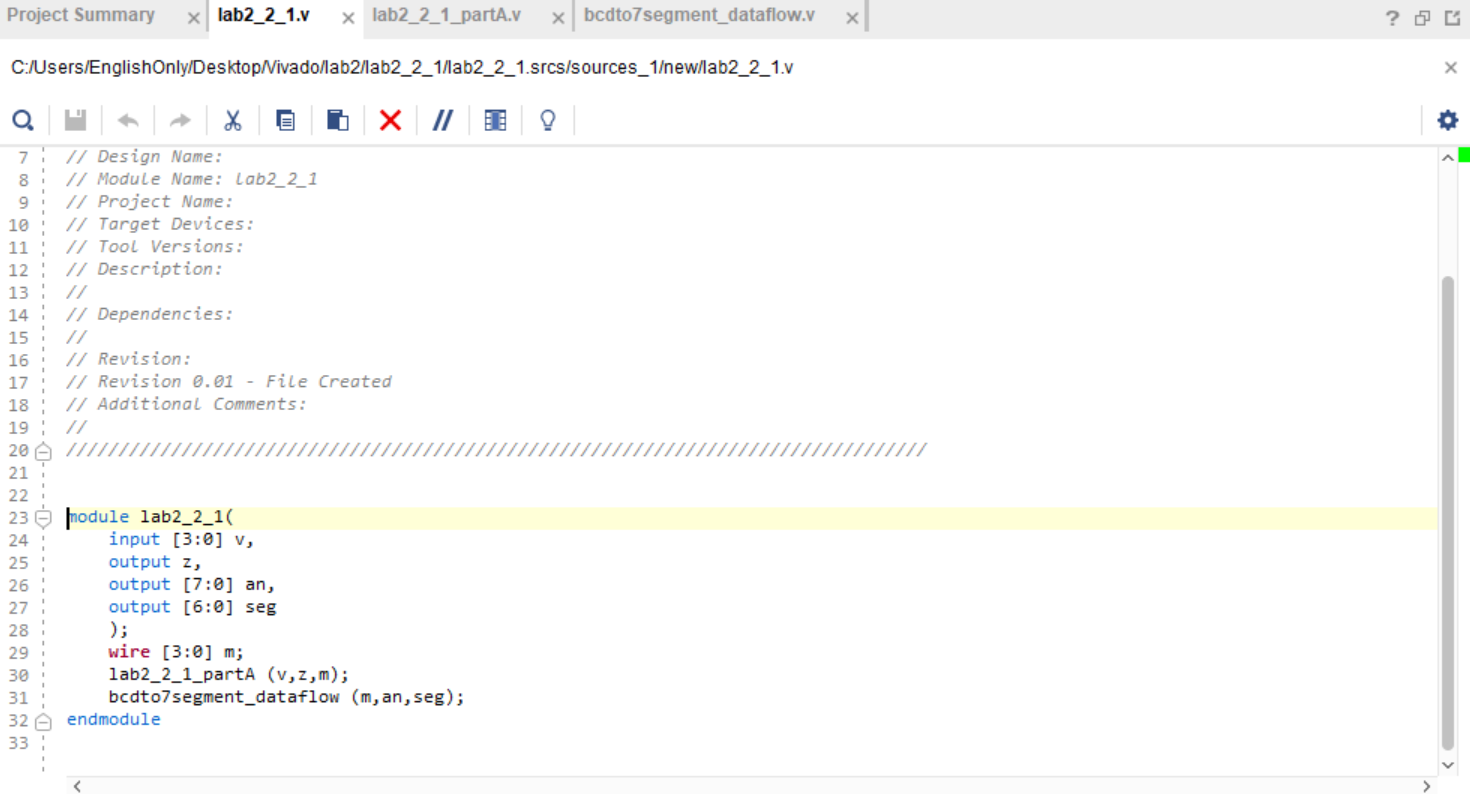 Project Summary × lab2_2_1.v × lab2_2_1_partA.v × bcdto7segment_dataflow.v × ?
C:/Users/EnglishOnly/Desktop/Vivado/lab2/lab2_2_1/lab2_2_1.srcs/sources_1/new/lab2_2_1.v
7 // Design Name:
8 // Module Name: lab2_2_1
9 // Project Name:
10 // Target Devices:
11 // Tool Versions:
12 // Description:
13 //
14 // Dependencies:
15 //
16 // Revision:
17 // Revision 0.01 - File Created
18 // Additional Comments:
19 //
20 //////////////////////////////////////////////////////////////////////////////////
21
22
23 module lab2_2_1(
24 input [3:0] v,
25 output z,
26 output [7:0] an,
27 output [6:0] seg
28 );
29 wire [3:0] m;
30 lab2_2_1_partA (v,z,m);
31 bcdto7segment_dataflow (m,an,seg);
32 endmodule
33